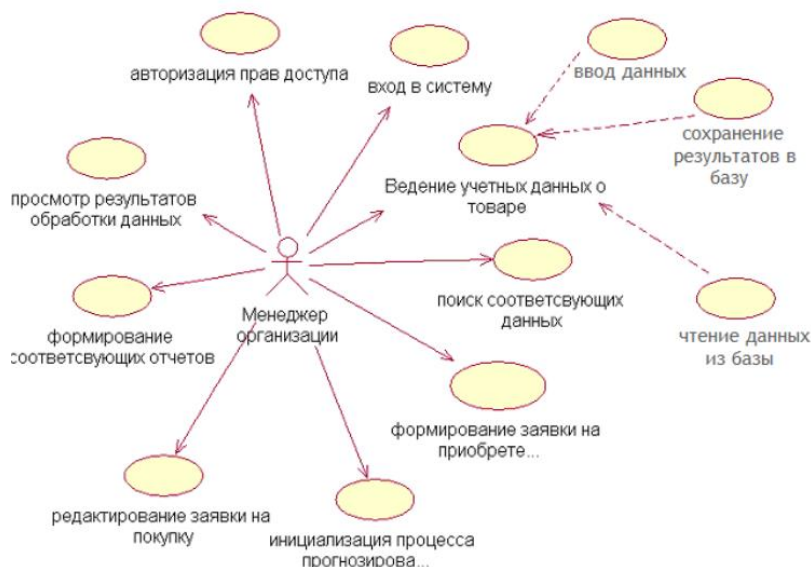 авторизация прав доступа
вход в систему
ввод данных
сохранение
результатов в
базу
просмотр результатов
обработки данных
Ведение учетных данных о
товаре
Менеджер
организации
поиск соответсвующих
данных
чтение данных
из базы
формирование
соответсвующих отчетов
формирование заявки на
приобрете...
редактирование заявки на
покупку
инициализация процесса
прогнозирова...